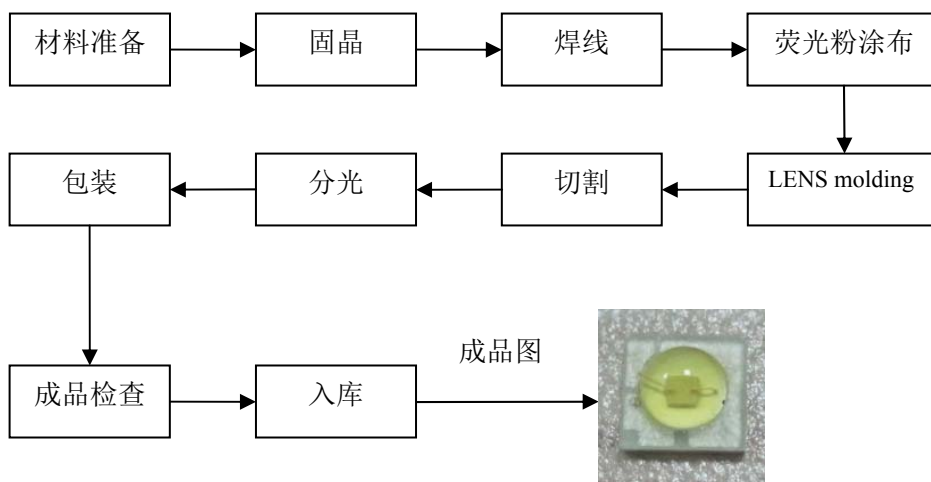 材料准备
固晶
焊线
荧光粉涂布
LENS molding
切割
分光
包装
成品检查
入库
成品图